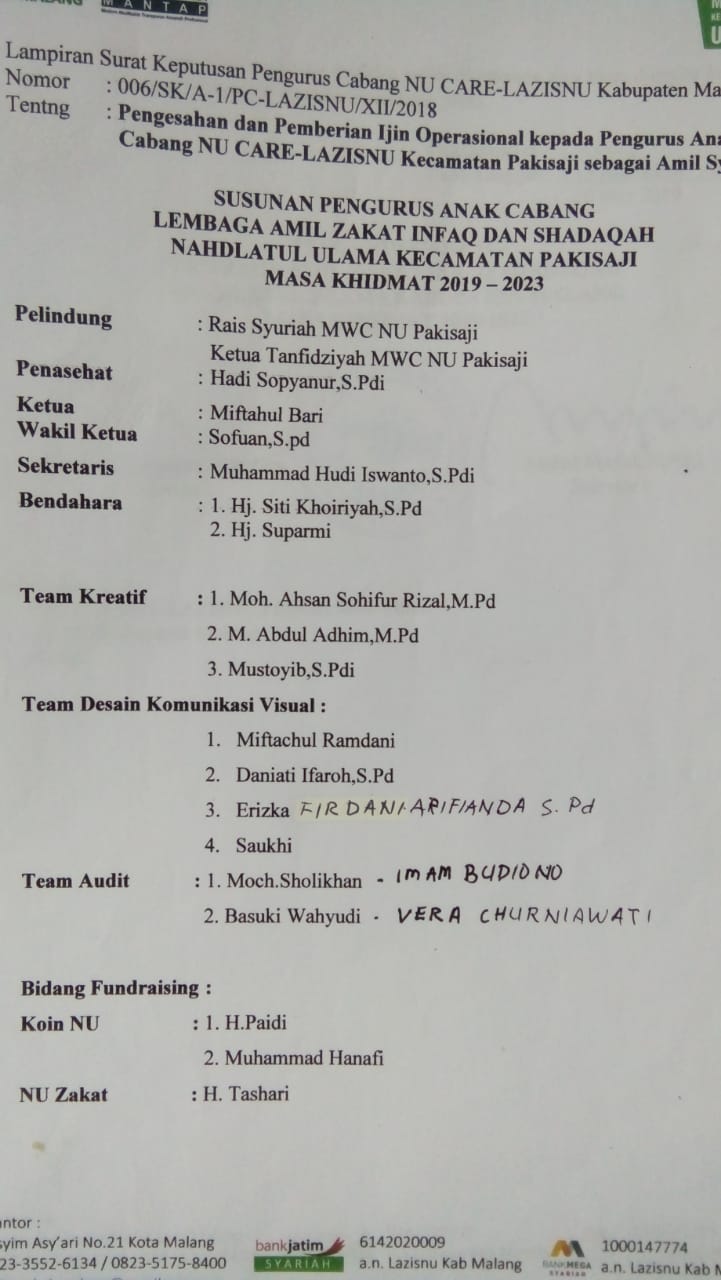 MANTAP
Lampiran Surat Keputusan Pengurus Cabang NU CARE-LAZISNU Kabupaten Ma
Nomor : 006/SK/A-1/PC-LAZISNU/XII/2018
Tentng : Pengesahan dan Pemberian Ijin Operasional kepada Pengurus Ana
Cabang NU CARE-LAZISNU Kecamatan Pakisaji sebagai Amil Sy
SUSUNAN PENGURUS ANAK CABANG
LEMBAGA AMIL ZAKAT INFAQ DAN SHADAQAH
NAHDLATUL ULAMA KECAMATAN PAKISAJI
MASA KHIDMAT 2019 – 2023
Pelindung : Rais Syuriah MWC NU Pakisaji
Ketua Tanfidziyah MWC NU Pakisaji
Penasehat : Hadi Sopyanur,S.Pdi
Ketua : Miftahul Bari
Wakil Ketua : Sofuan,S.pd
Sekretaris : Muhammad Hudi Iswanto,S.Pdi
Bendahara : 1. Hj. Siti Khoiriyah,S.Pd
2. Hj. Suparmi
Team Kreatif : 1. Moh. Ahsan Sohifur Rizal,M.Pd
2. M. Abdul Adhim,M.Pd
3. Mustoyib,S.Pdi
Team Desain Komunikasi Visual :
1. Miftachul Ramdani
2. Daniati Ifaroh,S.Pd
3. Erizka FIRDANI ARIFIANDA S. Pd
4. Saukhi
Team Audit : 1. Moch.Sholikhan - IMAM BUDIONO
2. Basuki Wahyudi - VERA CHURNIAWATI
Bidang Fundraising :
Koin NU : 1. H.Paidi
2. Muhammad Hanafi
NU Zakat : H. Tashari
antor :
syim Asy'ari No.21 Kota Malang
23-3552-6134 / 0823-5175-8400
bankjatim
SYARIAH
6142020009
a.n. Lazisnu Kab Malang
BANK MEGA
SYARIAH
1000147774
a.n. Lazisnu Kab M